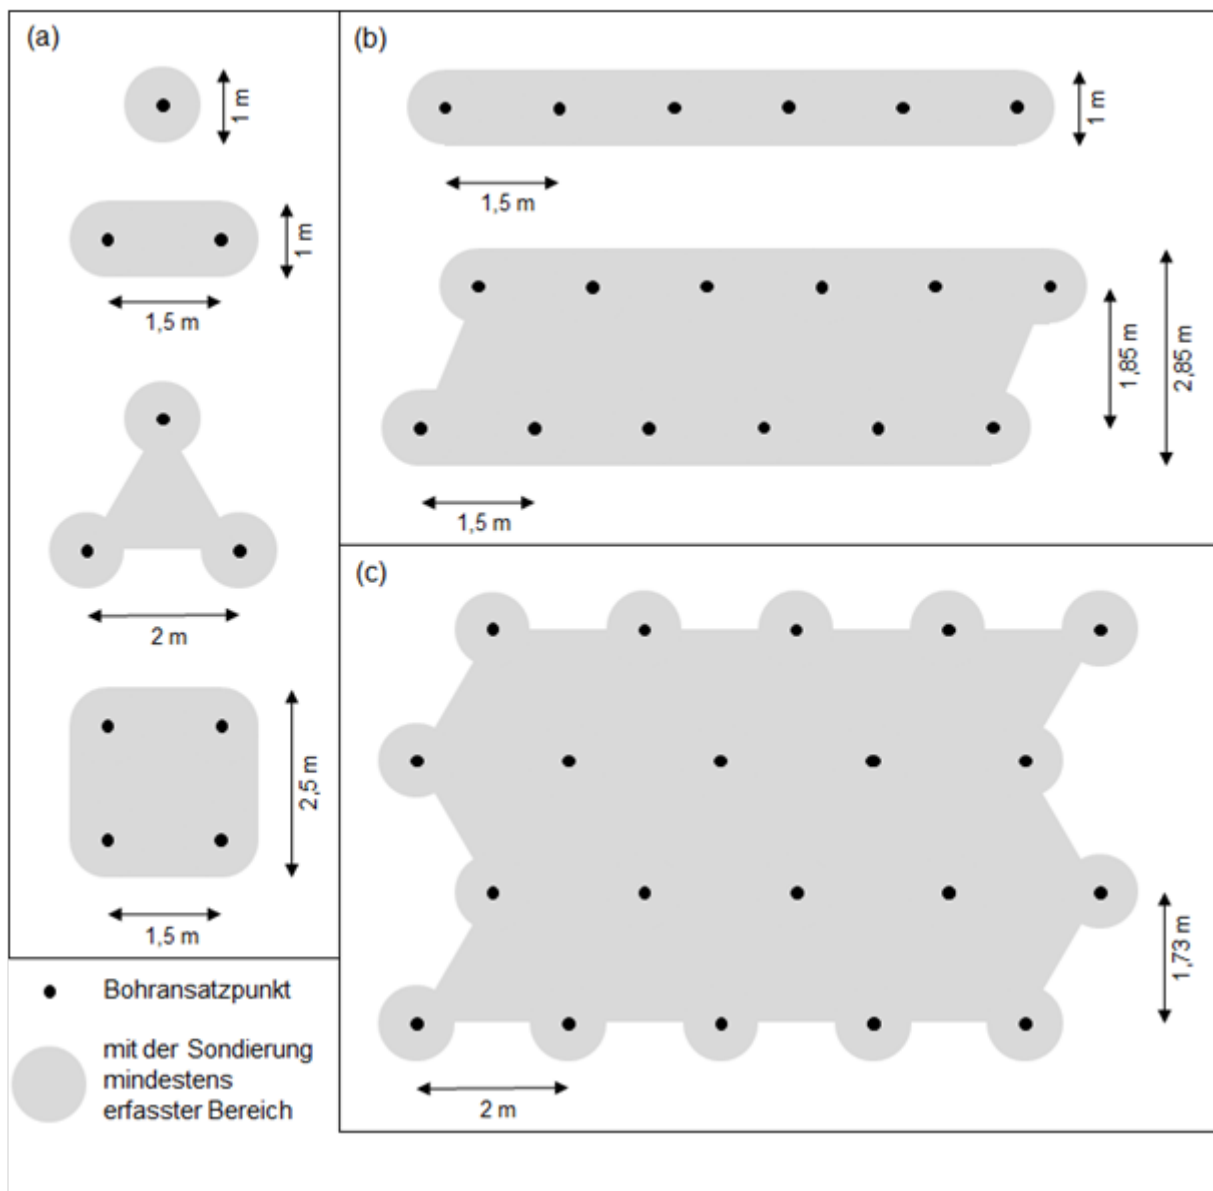 (a)
1 m
1 m
1,5 m
2 m
2,5 m
1,5 m
(b)
1 m
1,5 m
1,85 m
2,85 m
1,5 m
(c)
1,73 m
2 m
Bohransatzpunkt
mit der Sondierung
mindestens
erfasster Bereich